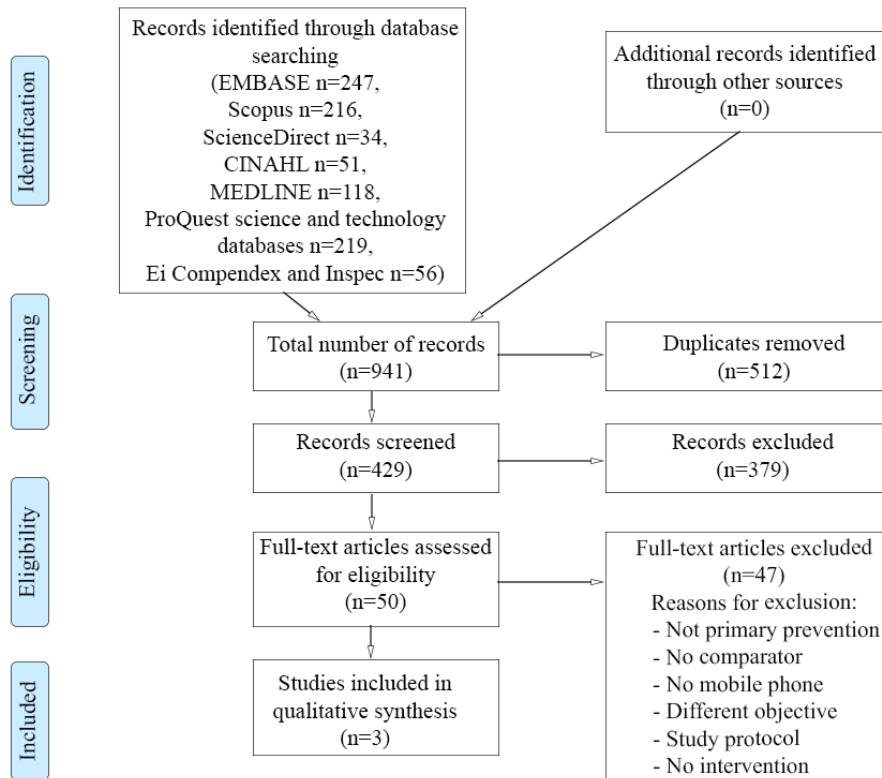 Identification
Records identified through database
searching
(EMBASE n=247,
Scopus n=216,
ScienceDirect n=34,
CINAHL n=51,
MEDLINE n=118,
ProQuest science and technology
databases n=219,
Ei Compendex and Inspec n=56)
Additional records identified
through other sources
(n=0)
Screening
Total number of records
(n=941)
Duplicates removed
(n=512)
Records screened
(n=429)
Records excluded
(n=379)
Eligibility
Full-text articles assessed
for eligibility
(n=50)
Full-text articles excluded
(n=47)
Reasons for exclusion:
- Not primary prevention
- No comparator
- No mobile phone
- Different objective
- Study protocol
- No intervention
Included
Studies included in
qualitative synthesis
(n=3)